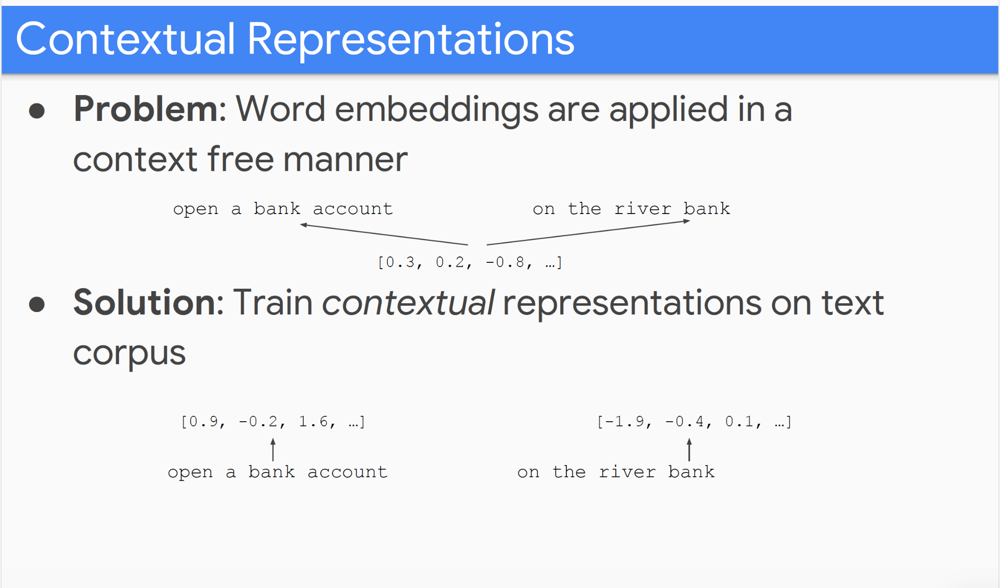 Contextual Representations
● Problem: Word embeddings are applied in a
context free manner
open a bank account on the river bank
[0.3, 0.2, -0.8, …]
● Solution: Train contextual representations on text
corpus
[0.9, -0.2, 1.6, …] [-1.9, -0.4, 0.1, …]
open a bank account on the river bank